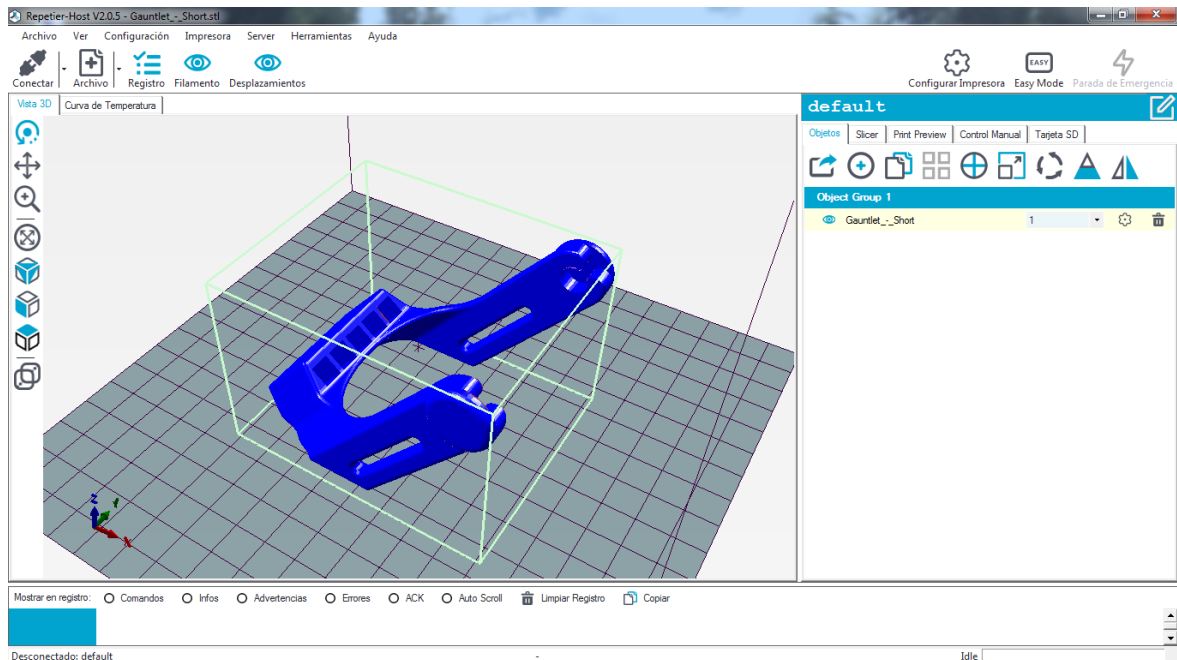 Repetier-Host V2.0.5 - Gauntlet_-_Short.stl
Archivo Ver Configuración Impresora Server Herramientas Ayuda
EASY
Conectar Archivo Registro Filamento Desplazamientos Configurar Impresora Easy Mode Parada de Emergencia
Vista 3D Curva de Temperatura
default
Objetos Slicer Print Preview Control Manual Tarjeta SD
Object Group 1
Gauntlet_-_Short 1
Z
Y
X
Mostrar en registro: Comandos Infos Advertencias Errores ACK Auto Scroll Limpiar Registro Copiar
Desconectado: default - Idle